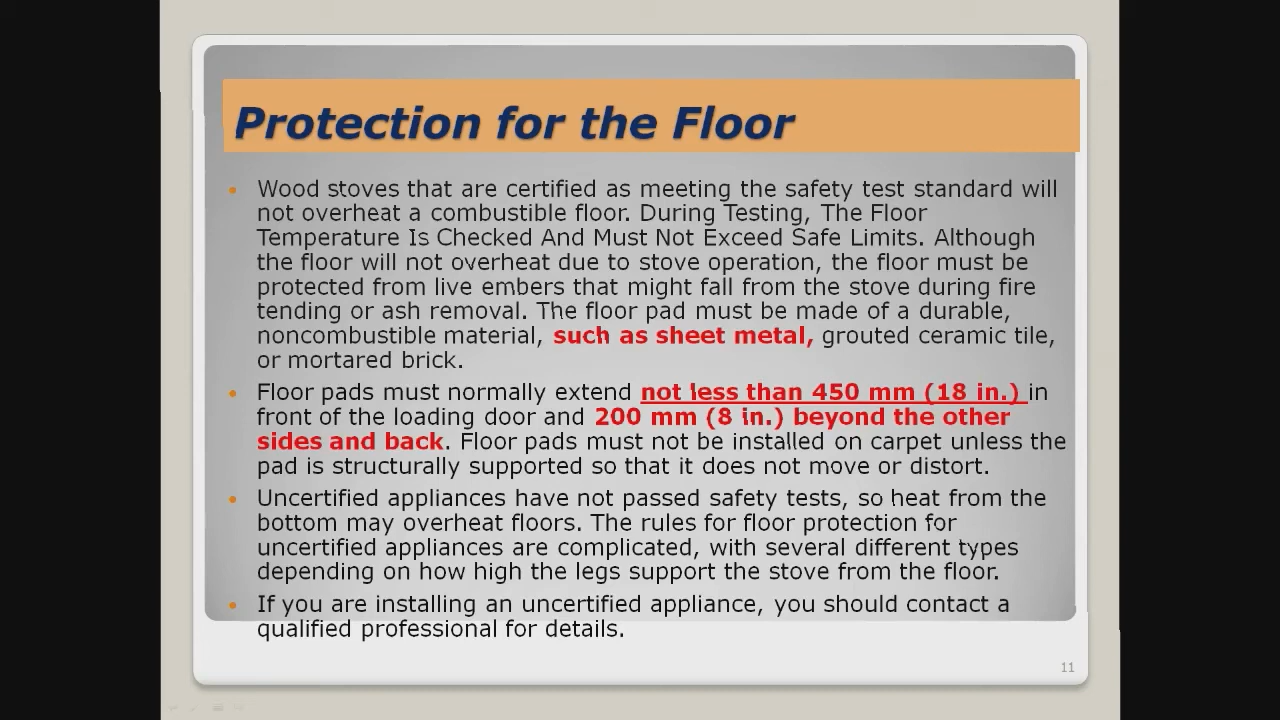 Protection for the Floor
• Wood stoves that are certified as meeting the safety test standard will
not overheat a combustible floor. During Testing, The Floor
Temperature Is Checked And Must Not Exceed Safe Limits. Although
the floor will not overheat due to stove operation, the floor must be
protected from live embers that might fall from the stove during fire
tending or ash removal. The floor pad must be made of a durable,
noncombustible material, such as sheet metal, grouted ceramic tile,
or mortared brick.
• Floor pads must normally extend not less than 450 mm (18 in.) in
front of the loading door and 200 mm (8 in.) beyond the other
sides and back. Floor pads must not be installed on carpet unless the
pad is structurally supported so that it does not move or distort.
• Uncertified appliances have not passed safety tests, so heat from the
bottom may overheat floors. The rules for floor protection for
uncertified appliances are complicated, with several different types
depending on how high the legs support the stove from the floor.
• If you are installing an uncertified appliance, you should contact a
qualified professional for details.
11